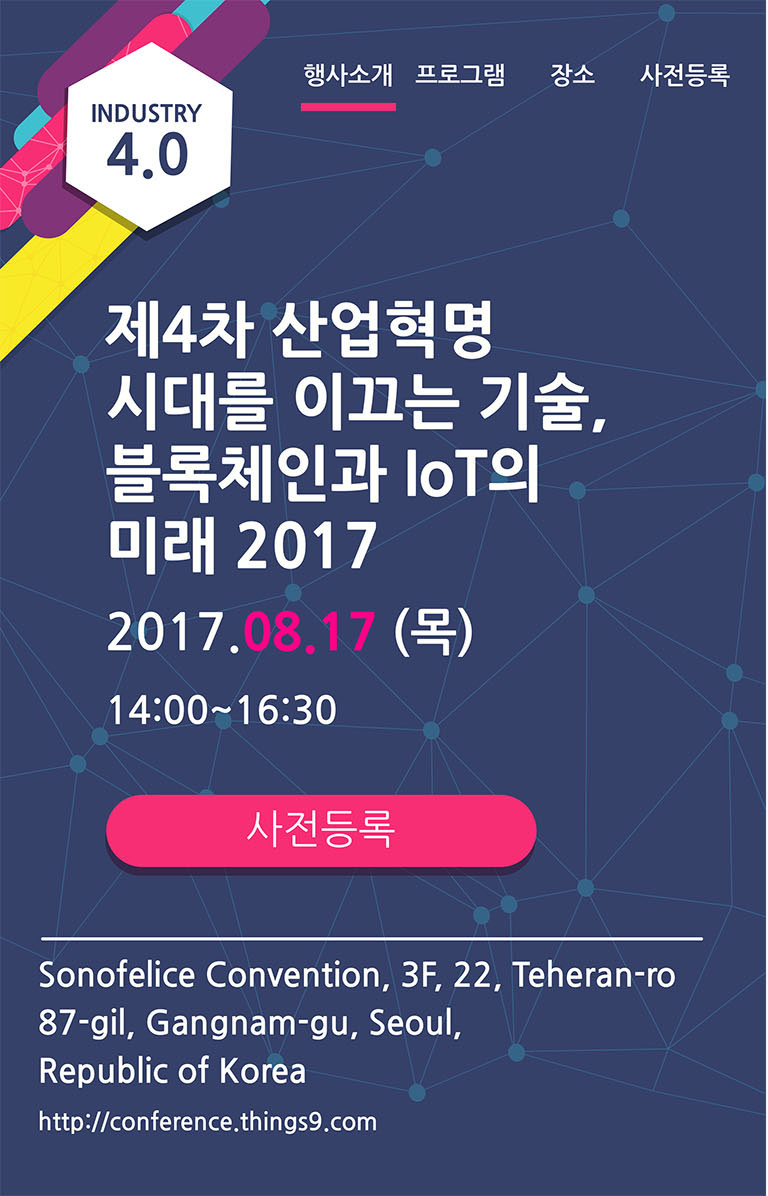 행사소개 프로그램 장소 사전등록
INDUSTRY
4.0
제4차 산업혁명
시대를 이끄는 기술,
블록체인과 IoT의
미래 2017
2017.08.17 (목)
14:00~16:30
사전등록
Sonofelice Convention, 3F, 22, Teheran-ro
87-gil, Gangnam-gu, Seoul,
Republic of Korea
http://conference.things9.com